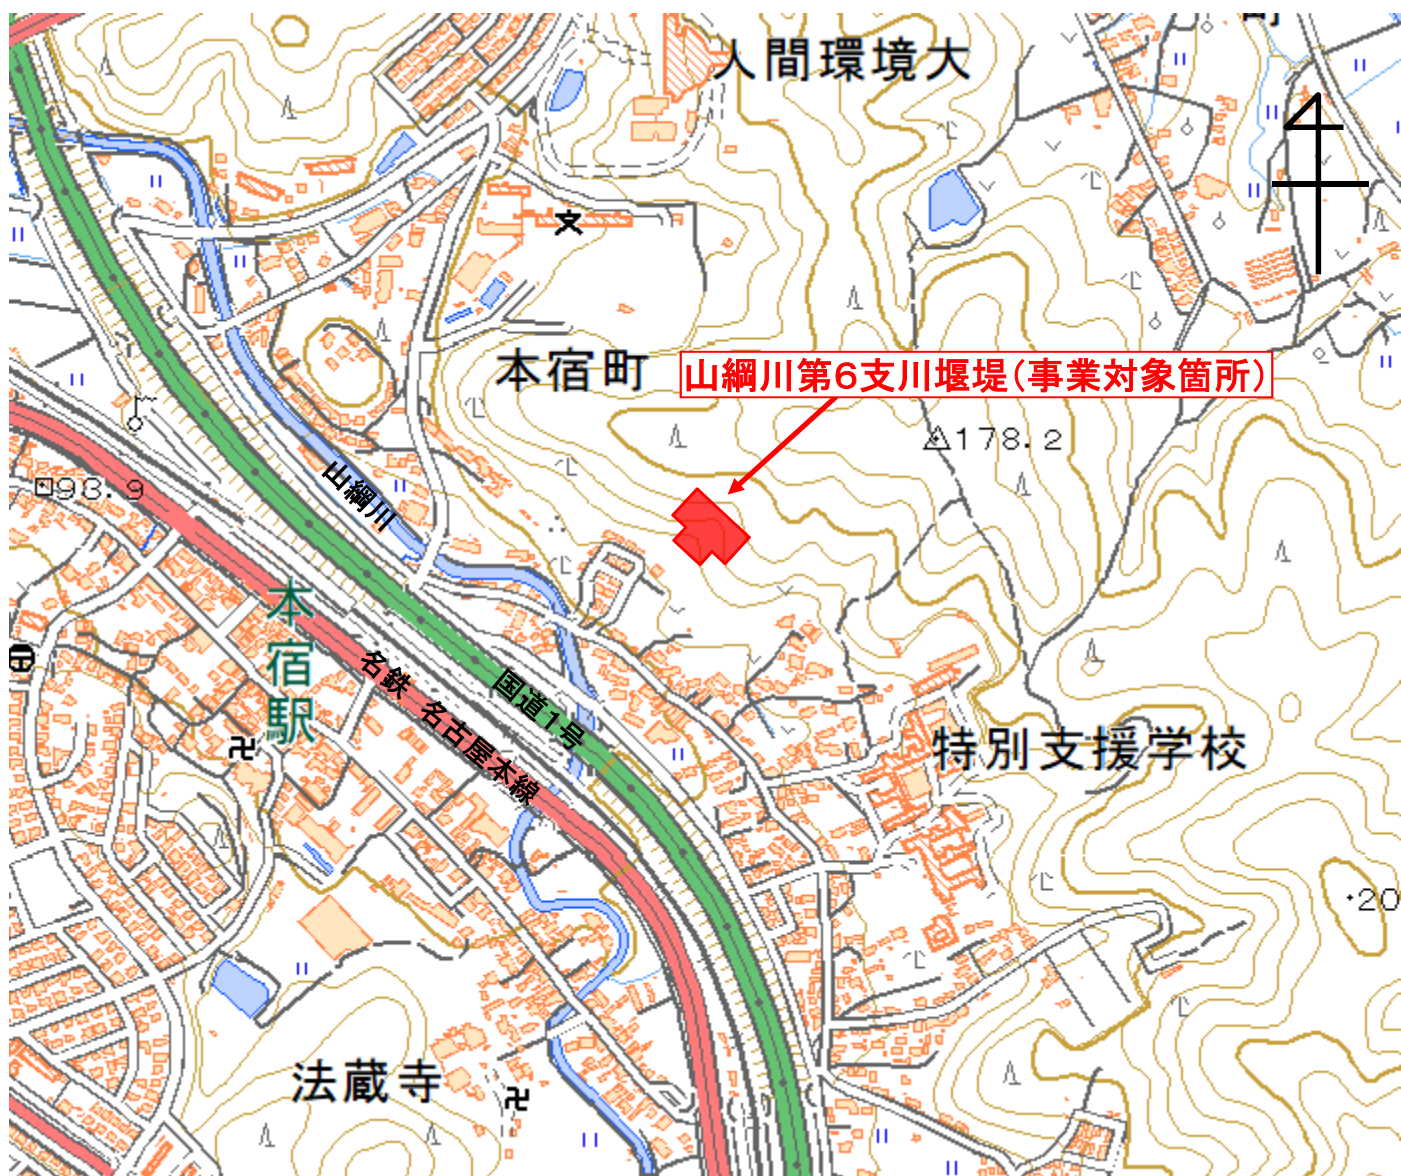 町
人間環境大
本宿町
山綱川第6支川堰堤(事業対象箇所)
178.2
93.9
山綱川
本宿駅
名鉄 名古屋本線
国道1号
特別支援学校
20
法蔵寺